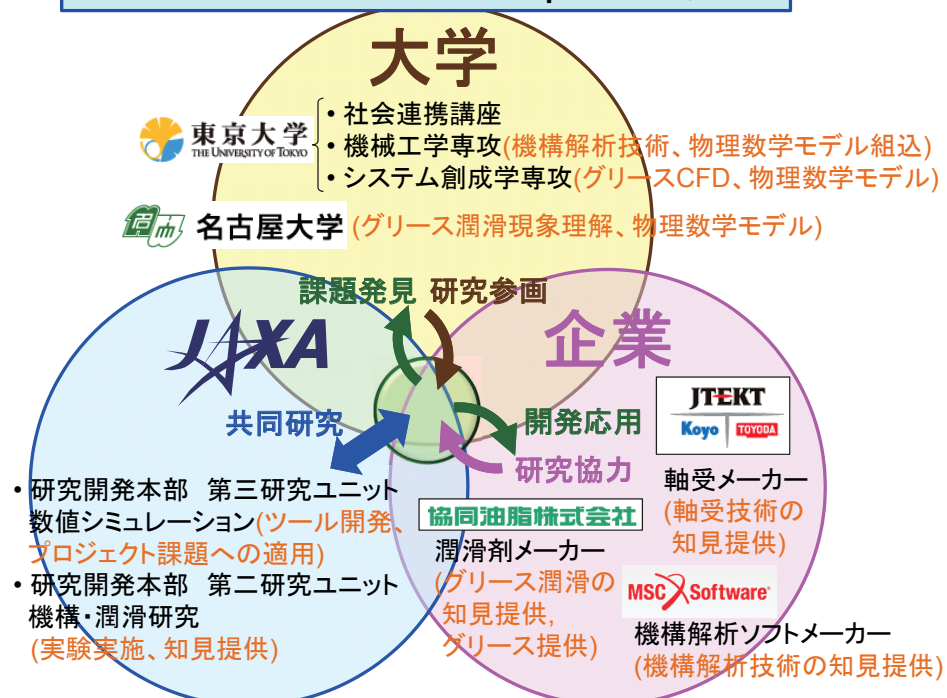 大学
東京大学
THE UNIVERSITY OF TOKYO
・社会連携講座
・機械工学専攻(機構解析技術、物理数学モデル組込)
・システム創成学専攻(グリースCFD、物理数学モデル)
名古屋大学 (グリース潤滑現象理解、物理数学モデル)
課題発見 研究参画
JAXA
企業
共同研究
開発応用
研究協力
JTEKT
Koyo TOYODA
軸受メーカー
(軸受技術の
知見提供)
・研究開発本部 第三研究ユニット
数値シミュレーション(ツール開発、
プロジェクト課題への適用)
・研究開発本部 第二研究ユニット
機構・潤滑研究
(実験実施、知見提供)
協同油脂株式会社
潤滑剤メーカー
(グリース潤滑の
知見提供,
グリース提供)
MSC Software
機構解析ソフトメーカー
(機構解析技術の知見提供)